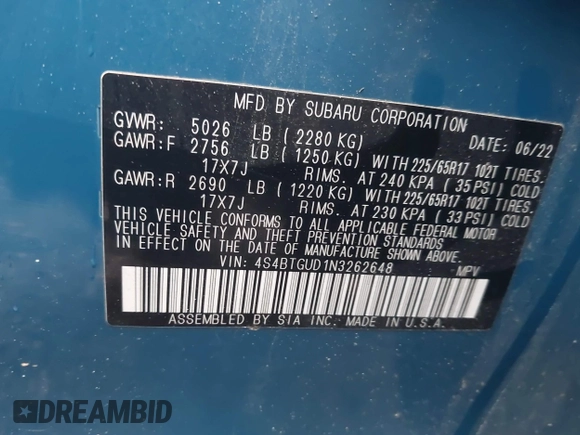 MFD. BY SUBARU CORPORATION
GVWR: 5026 LB ( 2280 KG) DATE: 06/22
GAWR:F 2756 LB ( 1250 KG) WITH 225/65R17 102T TIRES.
17X7J RIMS. AT 240 KPA ( 35 PSI) COLD
GAWR:R 2690 LB ( 1220 KG) WITH 225/65R17 102T TIRES.
17X7J RIMS. AT 230 KPA ( 33 PSI) COLD
THIS VEHICLE CONFORMS TO ALL APPLICABLE FEDERAL MOTOR
VEHICLE SAFETY AND THEFT PREVENTION STANDARDS
IN EFFECT ON THE DATE OF MANUFACTURE SHOWN ABOVE.
VIN: 4S4BTGUD1N3262648 MPV
ASSEMBLED BY SIA INC. MADE IN U.S.A.
DREAMBID